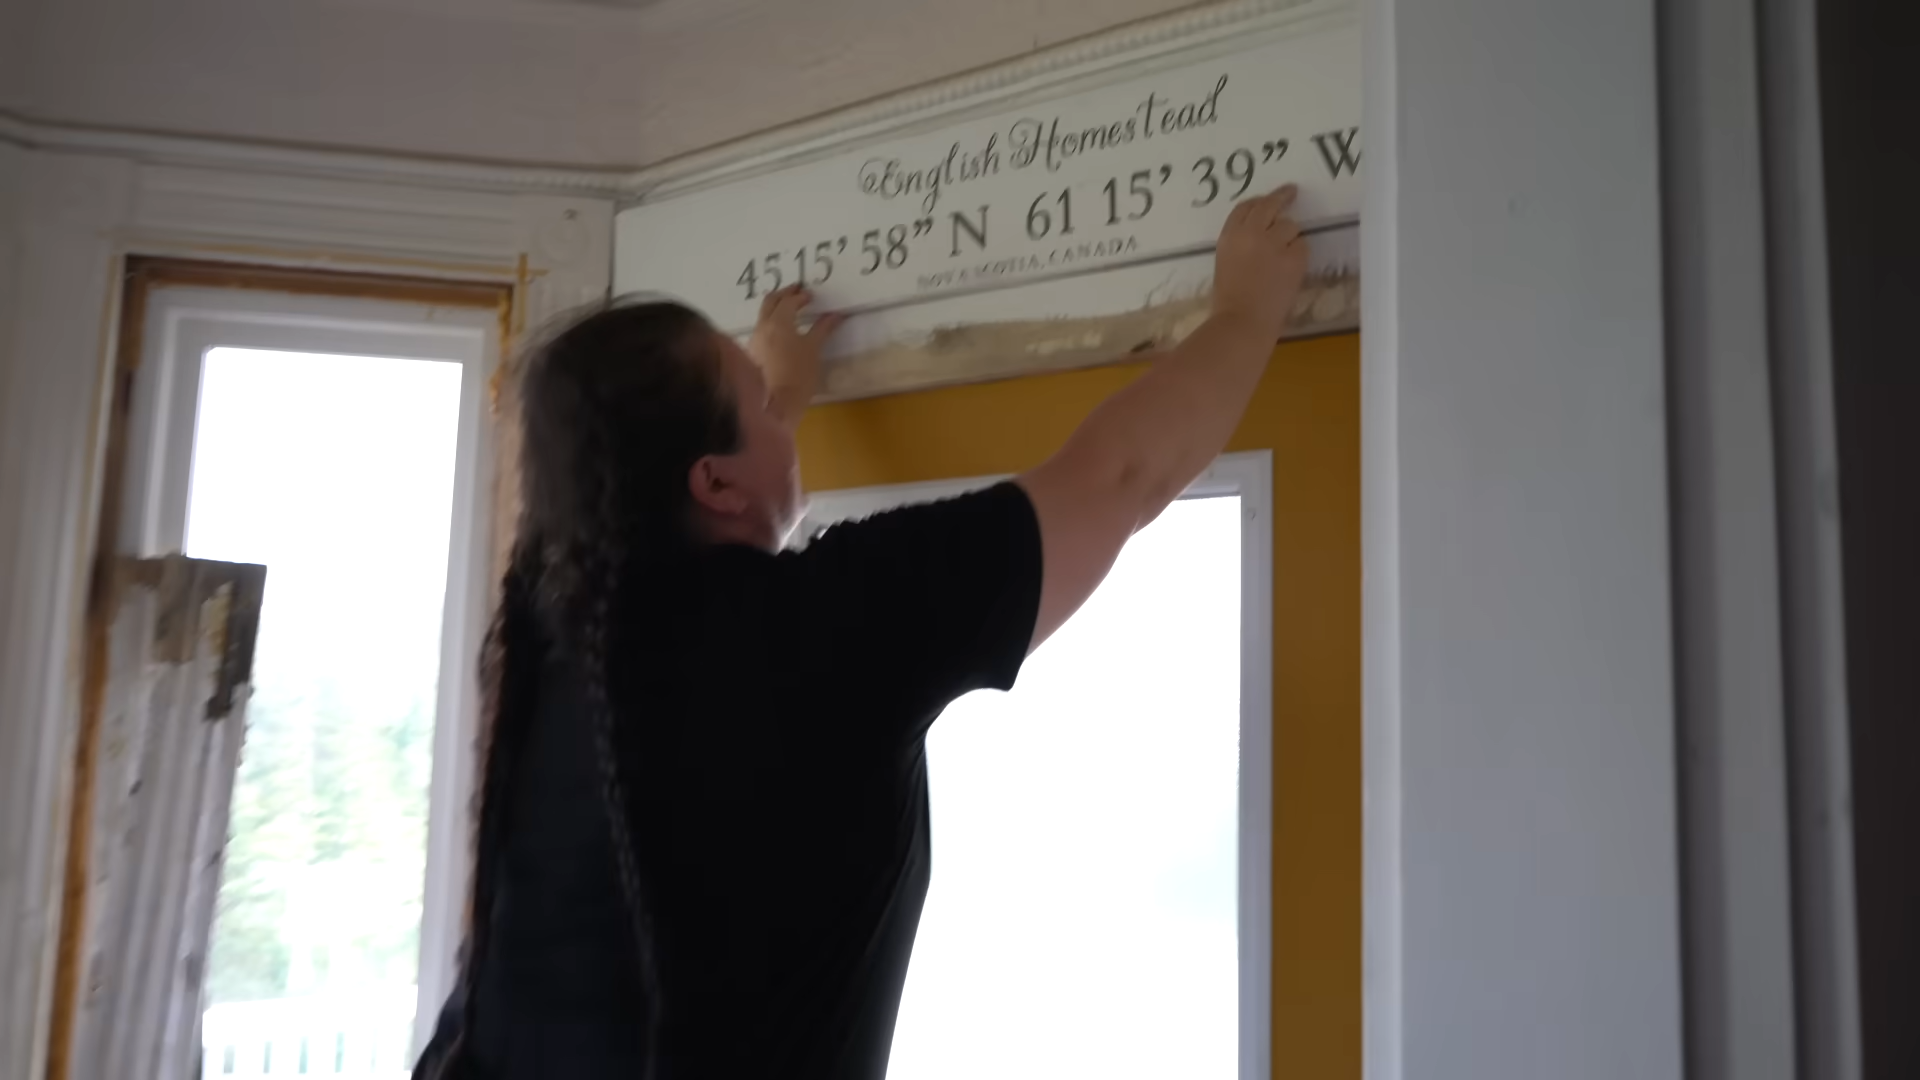 English Homestead
45 15’ 58” N 61 15’ 39” W
NOVA SCOTIA, CANADA